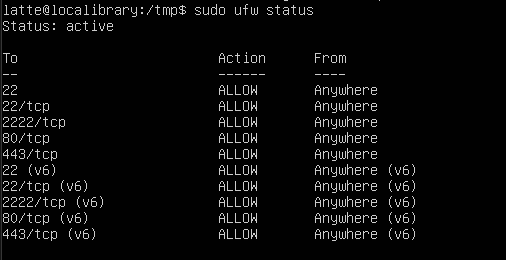 latte@localibrary:/tmp$ sudo ufw status
Status: active
To Action From
-- ------ ----
22 ALLOW Anywhere
22/tcp ALLOW Anywhere
2222/tcp ALLOW Anywhere
80/tcp ALLOW Anywhere
443/tcp ALLOW Anywhere
22 (v6) ALLOW Anywhere (v6)
22/tcp (v6) ALLOW Anywhere (v6)
2222/tcp (v6) ALLOW Anywhere (v6)
80/tcp (v6) ALLOW Anywhere (v6)
443/tcp (v6) ALLOW Anywhere (v6)